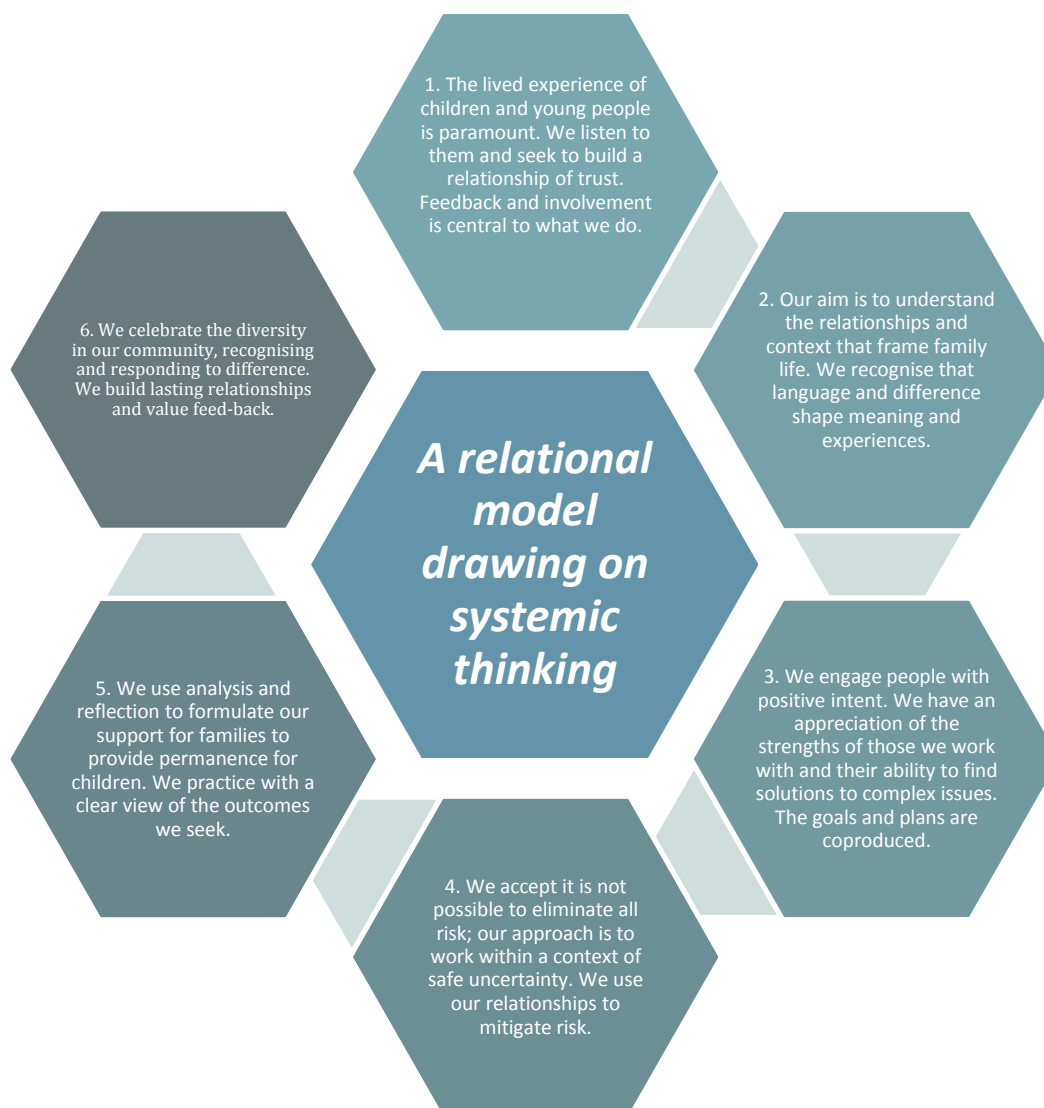 1. The lived experience of
children and young people
is paramount. We listen to
them and seek to build a
relationship of trust.
Feedback and involvement
is central to what we do.
2. Our aim is to understand
the relationships and
context that frame family
life. We recognise that
language and difference
shape meaning and
experiences.
3. We engage people with
positive intent. We have an
appreciation of the
strengths of those we work
with and their ability to find
solutions to complex issues.
The goals and plans are
coproduced.
4. We accept it is not
possible to eliminate all
risk; our approach is to
work within a context of
safe uncertainty. We use
our relationships to
mitigate risk.
5. We use analysis and
reflection to formulate our
support for families to
provide permanence for
children. We practice with a
clear view of the outcomes
we seek.
6. We celebrate the diversity
in our community, recognising
and responding to difference.
We build lasting relationships
and value feed-back.
A relational
model
drawing on
systemic
thinking